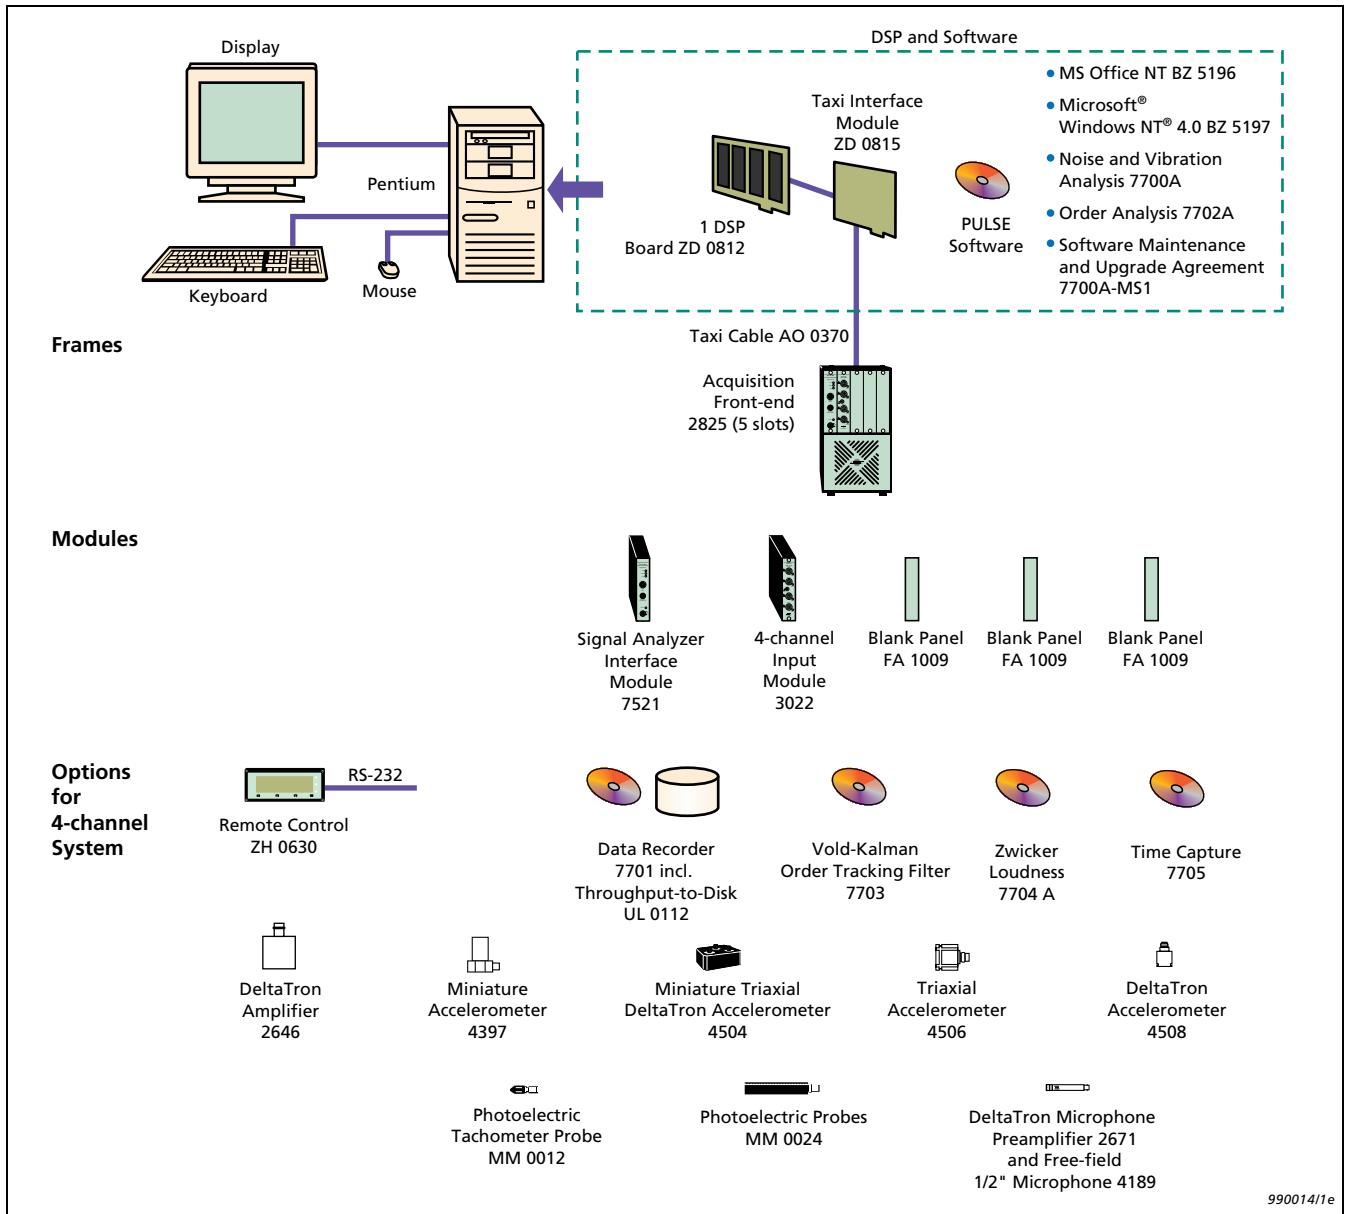 DSP and Software
Display
Pentium
Keyboard
Mouse
Taxi Interface
Module
ZD 0815
1 DSP
Board ZD 0812
PULSE
Software
• MS Office NT BZ 5196
• Microsoft®
Windows NT® 4.0 BZ 5197
• Noise and Vibration
Analysis 7700A
• Order Analysis 7702A
• Software Maintenance
and Upgrade Agreement
7700A-MS1
Frames
Taxi Cable AO 0370
Acquisition
Front-end
2825 (5 slots)
Modules
Signal Analyzer
Interface
Module
7521
4-channel
Input
Module
3022
Blank Panel
FA 1009
Blank Panel
FA 1009
Blank Panel
FA 1009
Options
for
4-channel
System
RS-232
Remote Control
ZH 0630
Data Recorder
7701 incl.
Throughput-to-Disk
UL 0112
Vold-Kalman
Order Tracking Filter
7703
Zwicker
Loudness
7704 A
Time Capture
7705
DeltaTron
Amplifier
2646
Miniature
Accelerometer
4397
Miniature Triaxial
DeltaTron Accelerometer
4504
Triaxial
Accelerometer
4506
DeltaTron
Accelerometer
4508
Photoelectric
Tachometer Probe
MM 0012
Photoelectric Probes
MM 0024
DeltaTron Microphone
Preamplifier 2671
and Free-field
1/2" Microphone 4189
990014/1e